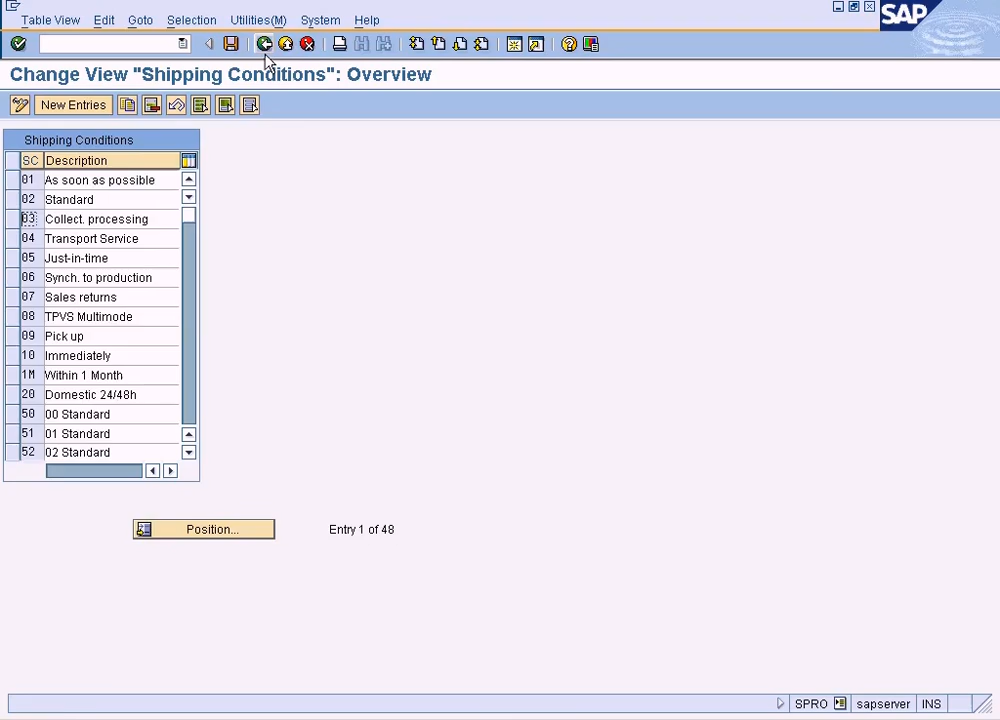 Table View Edit Goto Selection Utilities(M) System Help
SAP
Change View "Shipping Conditions": Overview
New Entries
Shipping Conditions
SC Description
01 As soon as possible
02 Standard
03 Collect. processing
04 Transport Service
05 Just-in-time
06 Synch. to production
07 Sales returns
08 TPVS Multimode
09 Pick up
10 Immediately
1M Within 1 Month
20 Domestic 24/48h
50 00 Standard
51 01 Standard
52 02 Standard
Position... Entry 1 of 48
SPRO sapserver INS